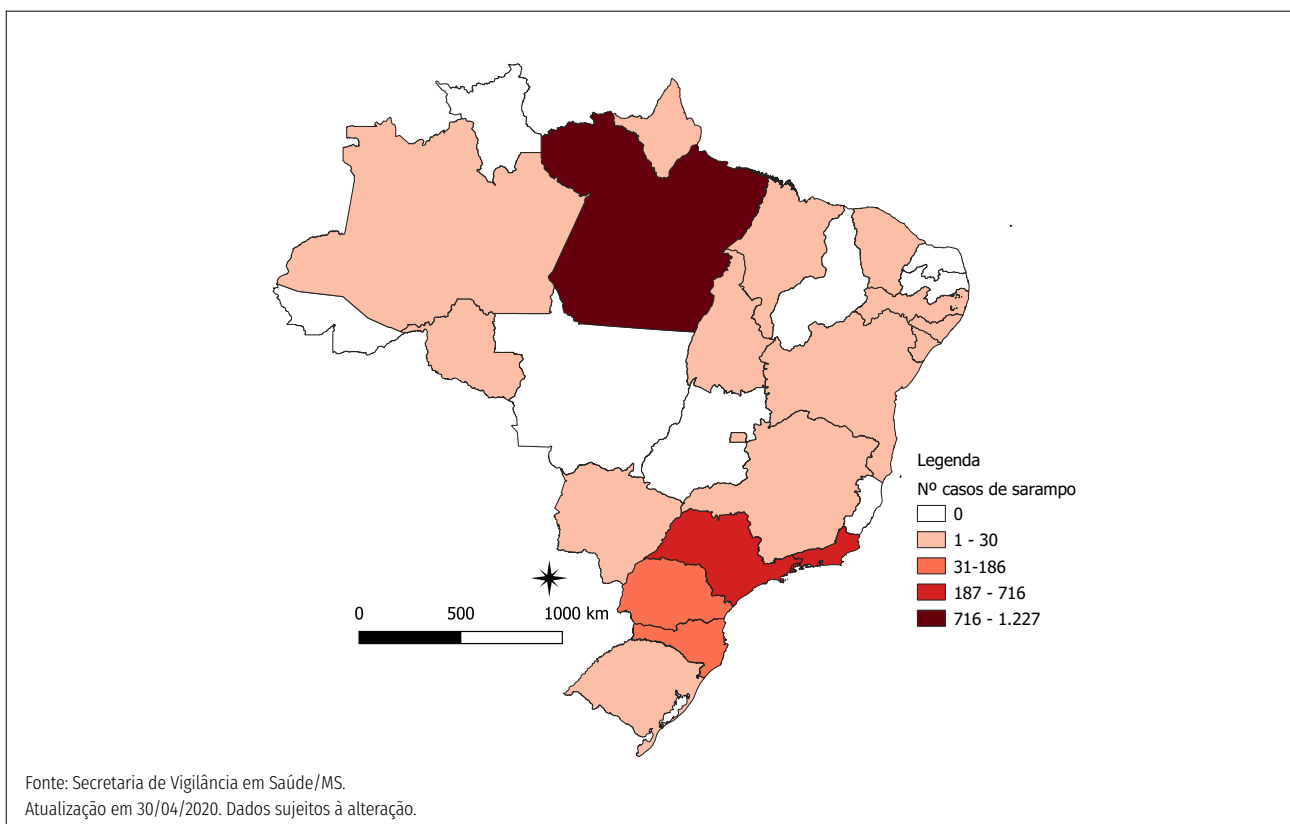 Legenda
Nº casos de sarampo
0
1 - 30
31-186
187 - 716
716 - 1.227
0 500 1000 km
Fonte: Secretaria de Vigilância em Saúde/MS.
Atualização em 30/04/2020. Dados sujeitos à alteração.